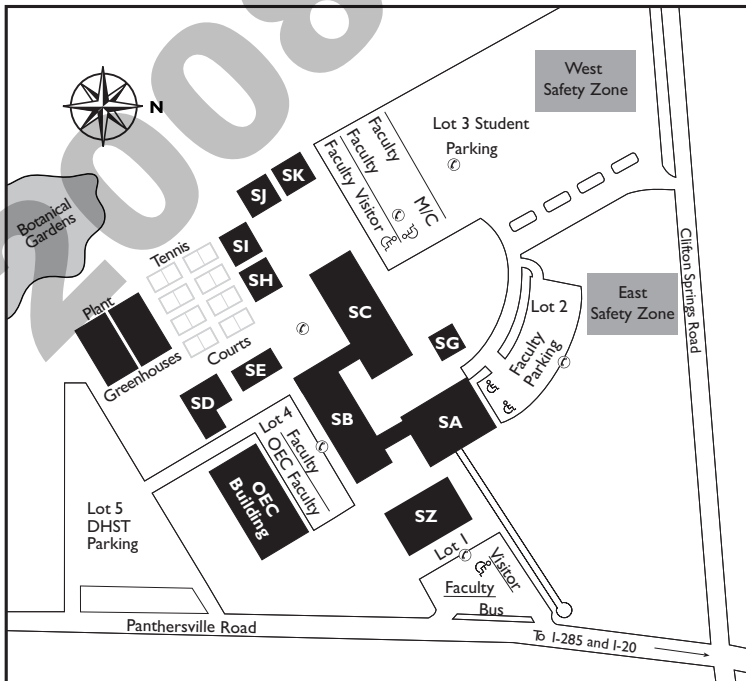 2008
N
West
Safety Zone
Lot 3 Student
Parking
Faculty
Faculty
Faculty Visitor
M/C
SK
SJ
SI
SH
Botanical
Gardens
Tennis
Courts
Plant
Greenhouses
SC
SG
Lot 2
Faculty
Parking
East
Safety Zone
Clifton Springs Road
SE
SD
SB
SA
Lot 4
Faculty
OEC Faculty
OEC
Building
SZ
Lot 5
DHST
Parking
Lot 1
Visitor
Faculty
Bus
Panthersville Road
To I-285 and I-20